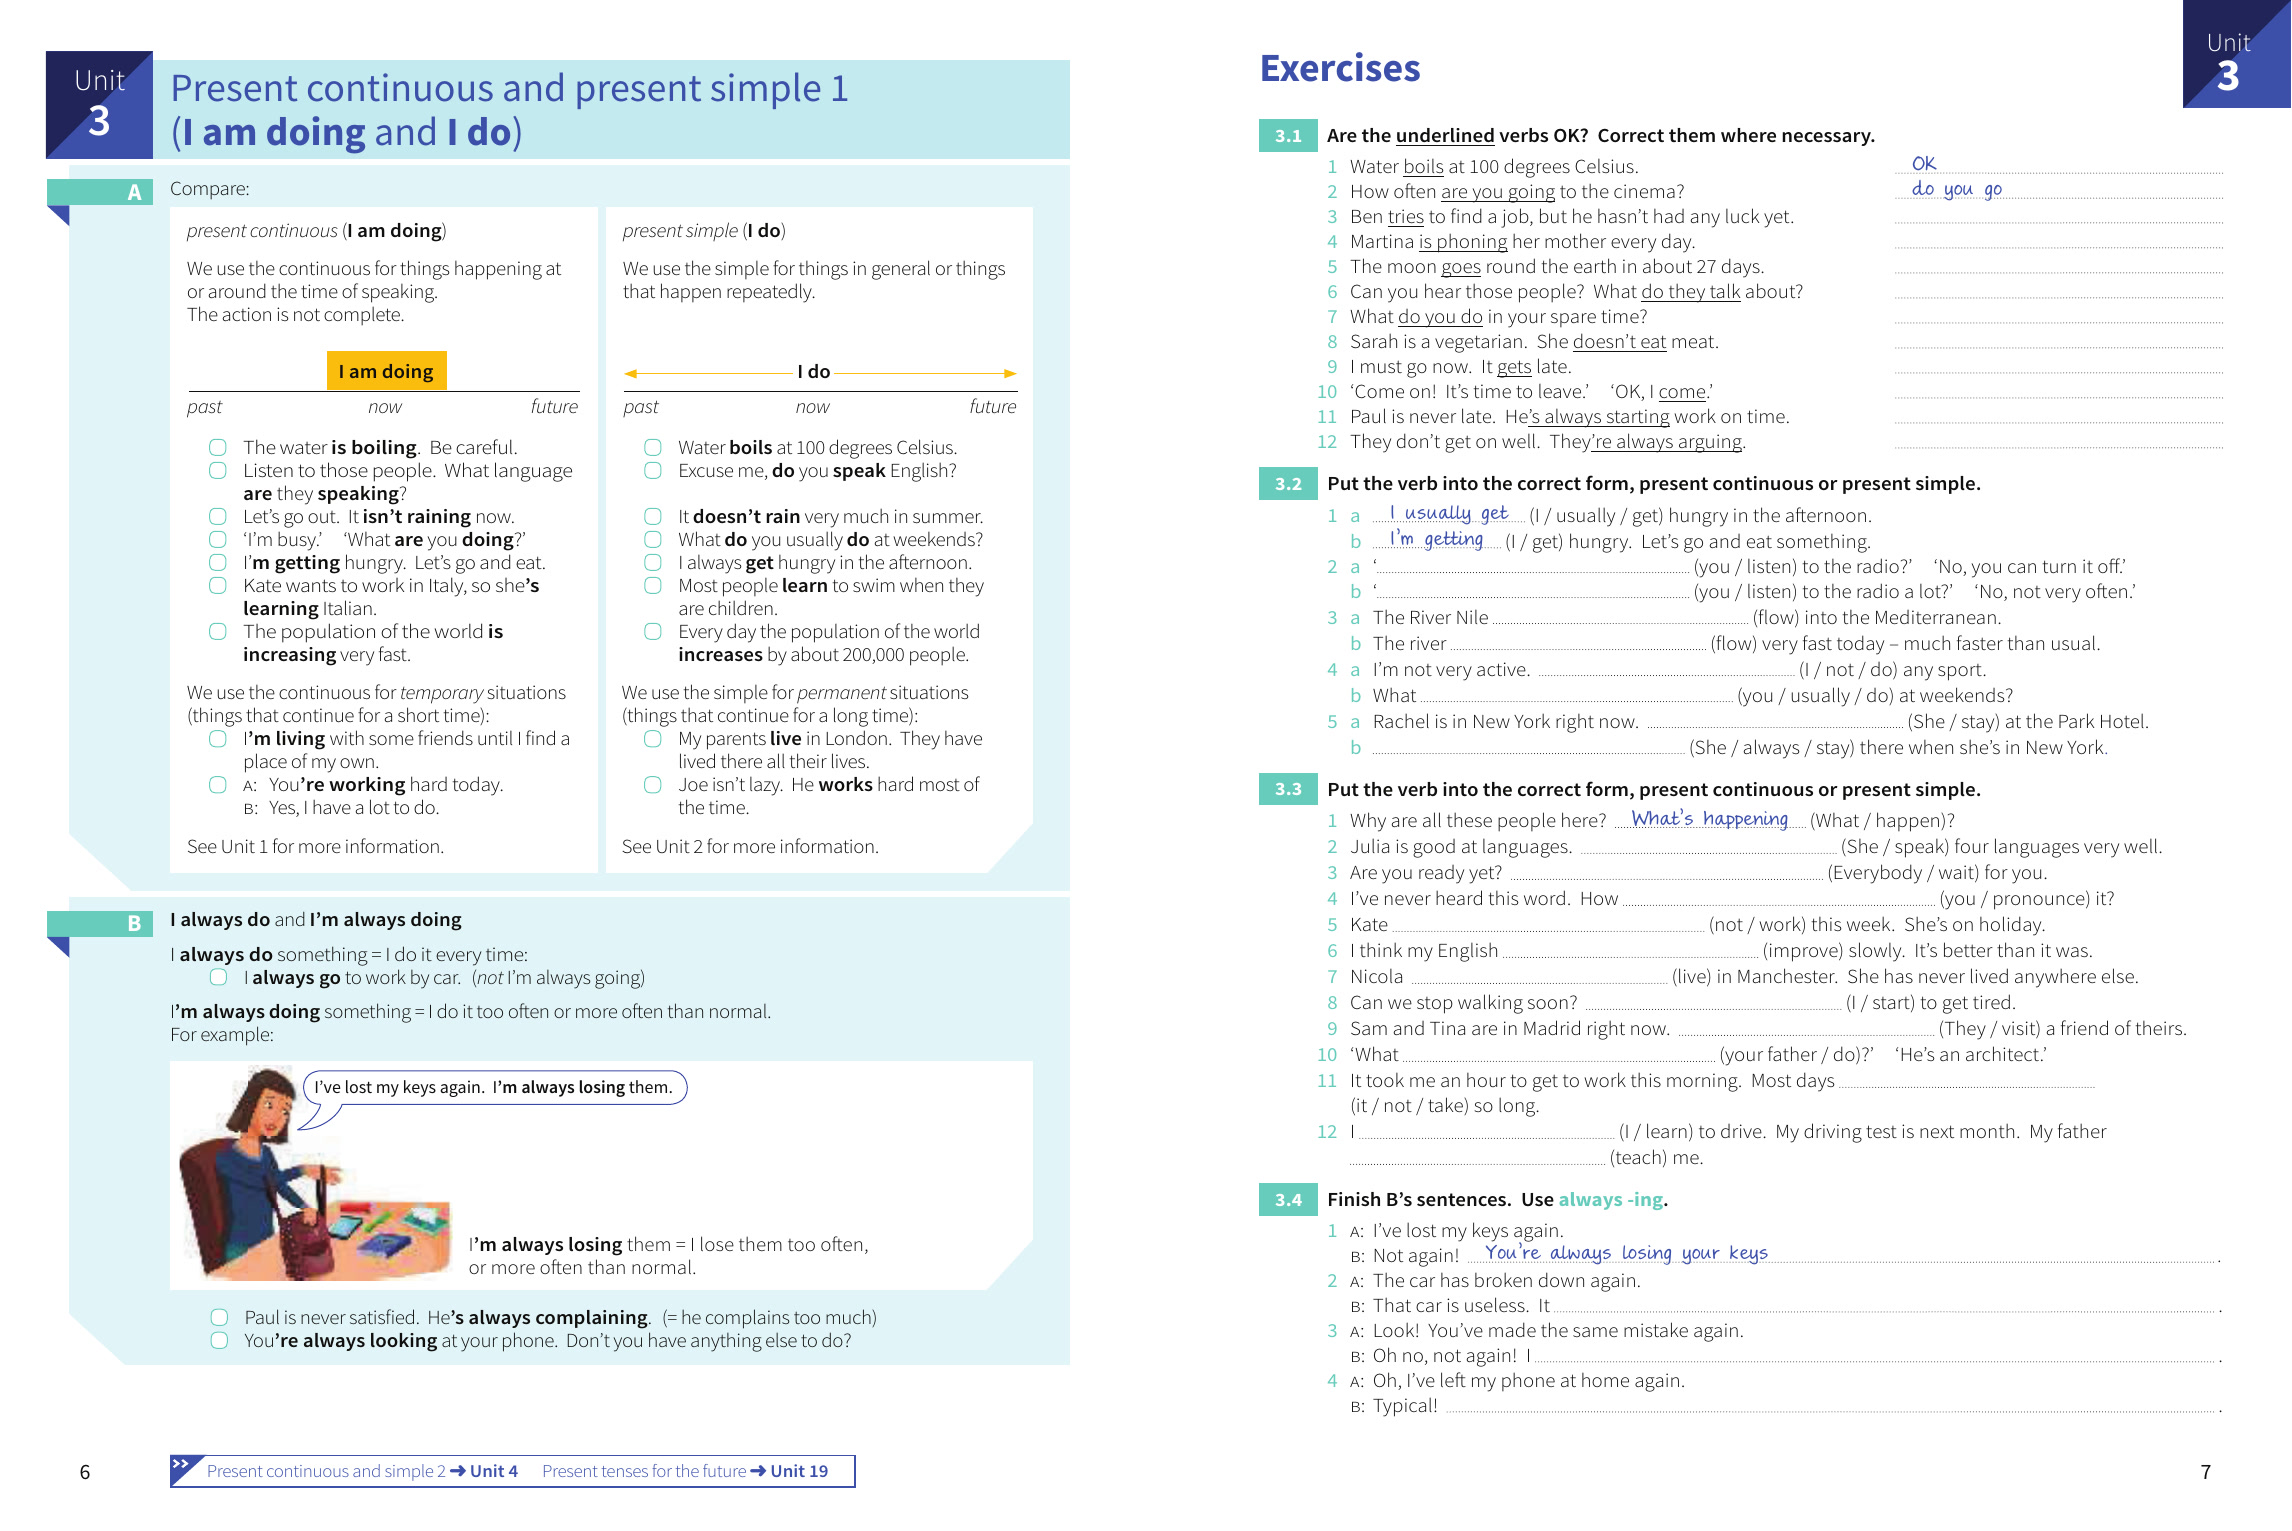 Unit
3
Present continuous and present simple 1
(I am doing and I do)
A
Compare:
present continuous (I am doing)
We use the continuous for things happening at
or around the time of speaking.
The action is not complete.
I am doing
past now future
The water is boiling. Be careful.
Listen to those people. What language
are they speaking?
Let's go out. It isn't raining now.
'I'm busy.' 'What are you doing?'
I'm getting hungry. Let's go and eat.
Kate wants to work in Italy, so she's
learning Italian.
The population of the world is
increasing very fast.
We use the continuous for temporary situations
(things that continue for a short time):
I'm living with some friends until I find a
place of my own.
A: You're working hard today.
B: Yes, I have a lot to do.
See Unit 1 for more information.
present simple (I do)
We use the simple for things in general or things
that happen repeatedly.
I do
past now future
Water boils at 100 degrees Celsius.
Excuse me, do you speak English?
It doesn't rain very much in summer.
What do you usually do at weekends?
I always get hungry in the afternoon.
Most people learn to swim when they
are children.
Every day the population of the world
increases by about 200,000 people.
We use the simple for permanent situations
(things that continue for a long time):
My parents live in London. They have
lived there all their lives.
Joe isn't lazy. He works hard most of
the time.
See Unit 2 for more information.
B
I always do and I'm always doing
I always do something = I do it every time:
I always go to work by car. (not I'm always going)
I'm always doing something = I do it too often or more often than normal.
For example:
I've lost my keys again. I'm always losing them.
I'm always losing them = I lose them too often,
or more often than normal.
Paul is never satisfied. He's always complaining. (= he complains too much)
You're always looking at your phone. Don't you have anything else to do?
6
Present continuous and simple 2 ➜ Unit 4 Present tenses for the future ➜ Unit 19
Unit
3
Exercises
3.1 Are the underlined verbs OK? Correct them where necessary.
1 Water boils at 100 degrees Celsius. OK
2 How often are you going to the cinema? do you go
3 Ben tries to find a job, but he hasn't had any luck yet.
4 Martina is phoning her mother every day.
5 The moon goes round the earth in about 27 days.
6 Can you hear those people? What do they talk about?
7 What do you do in your spare time?
8 Sarah is a vegetarian. She doesn't eat meat.
9 I must go now. It gets late.
10 'Come on! It's time to leave.' 'OK, I come.'
11 Paul is never late. He's always starting work on time.
12 They don't get on well. They're always arguing.
3.2 Put the verb into the correct form, present continuous or present simple.
1 a I usually get (I / usually / get) hungry in the afternoon.
b I'm getting (I / get) hungry. Let's go and eat something.
2 a ' (you / listen) to the radio?' 'No, you can turn it off.'
b ' (you / listen) to the radio a lot?' 'No, not very often.'
3 a The River Nile (flow) into the Mediterranean.
b The river (flow) very fast today – much faster than usual.
4 a I'm not very active. (I / not / do) any sport.
b What (you / usually / do) at weekends?
5 a Rachel is in New York right now. (She / stay) at the Park Hotel.
b (She / always / stay) there when she's in New York.
3.3 Put the verb into the correct form, present continuous or present simple.
1 Why are all these people here? What's happening (What / happen)?
2 Julia is good at languages. (She / speak) four languages very well.
3 Are you ready yet? (Everybody / wait) for you.
4 I've never heard this word. How (you / pronounce) it?
5 Kate (not / work) this week. She's on holiday.
6 I think my English (improve) slowly. It's better than it was.
7 Nicola (live) in Manchester. She has never lived anywhere else.
8 Can we stop walking soon? (I / start) to get tired.
9 Sam and Tina are in Madrid right now. (They / visit) a friend of theirs.
10 'What (your father / do)?' 'He's an architect.'
11 It took me an hour to get to work this morning. Most days
(it / not / take) so long.
12 I (I / learn) to drive. My driving test is next month. My father
(teach) me.
3.4 Finish B's sentences. Use always -ing.
1 A: I've lost my keys again.
B: Not again! You're always losing your keys .
2 A: The car has broken down again.
B: That car is useless. It .
3 A: Look! You've made the same mistake again.
B: Oh no, not again! I .
4 A: Oh, I've left my phone at home again.
B: Typical! .
7